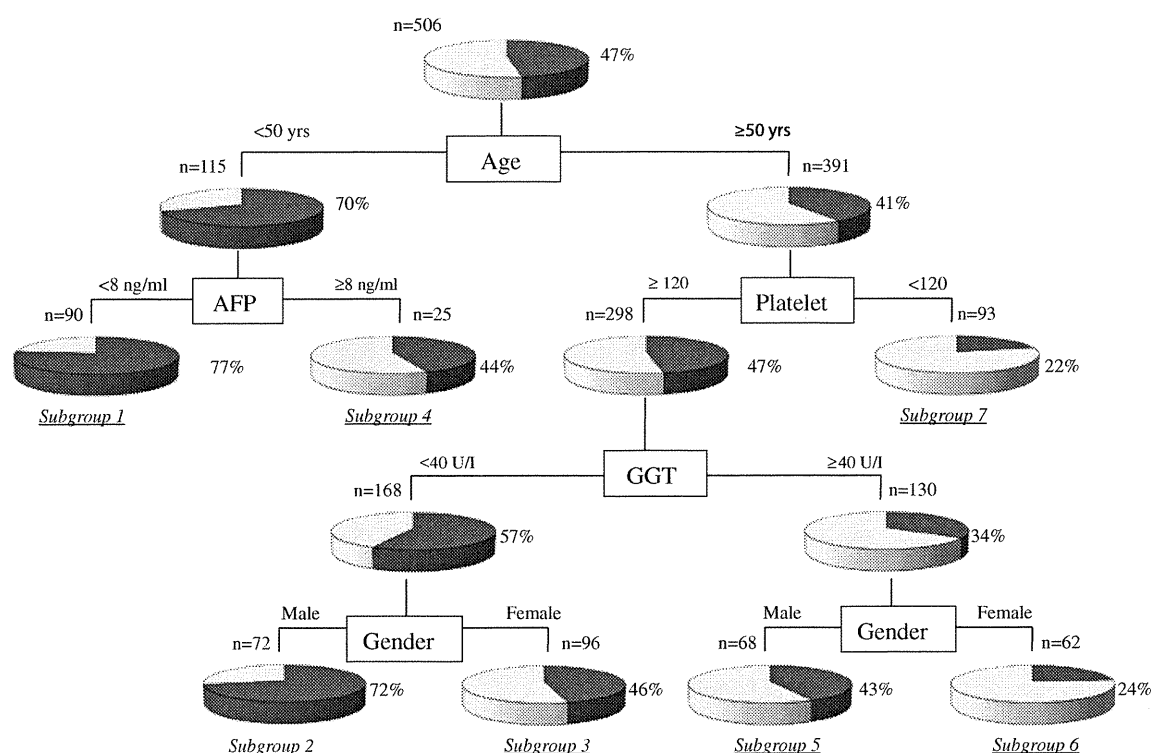 n=506
47%
<50 yrs
Age
≥50 yrs
n=115
70%
n=391
41%
<8 ng/ml
AFP
≥8 ng/ml
≥ 120
Platelet
<120
n=90
77%
n=25
44%
n=298
47%
n=93
22%
Subgroup 1
Subgroup 4
Subgroup 7
<40 U/I
GGT
≥40 U/I
n=168
57%
n=130
34%
Male
Gender
Female
Male
Gender
Female
n=72
72%
n=96
46%
n=68
43%
n=62
24%
Subgroup 2
Subgroup 3
Subgroup 5
Subgroup 6